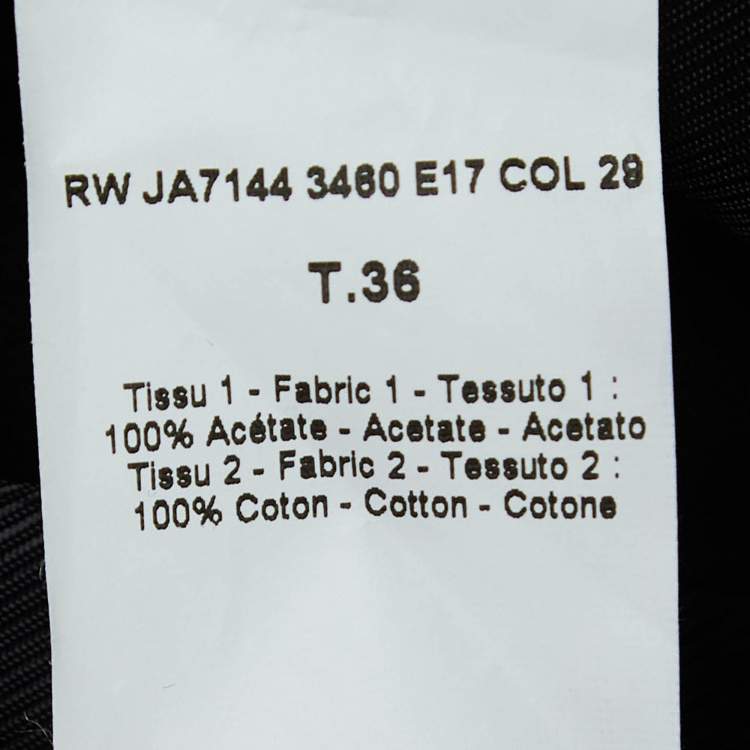 RW JA7144 3460 E17 COL 29
T.36
Tissu 1 - Fabric 1 - Tessuto 1 :
100% Acétate - Acetate - Acetato
Tissu 2 - Fabric 2 - Tessuto 2 :
100% Coton - Cotton - Cotone